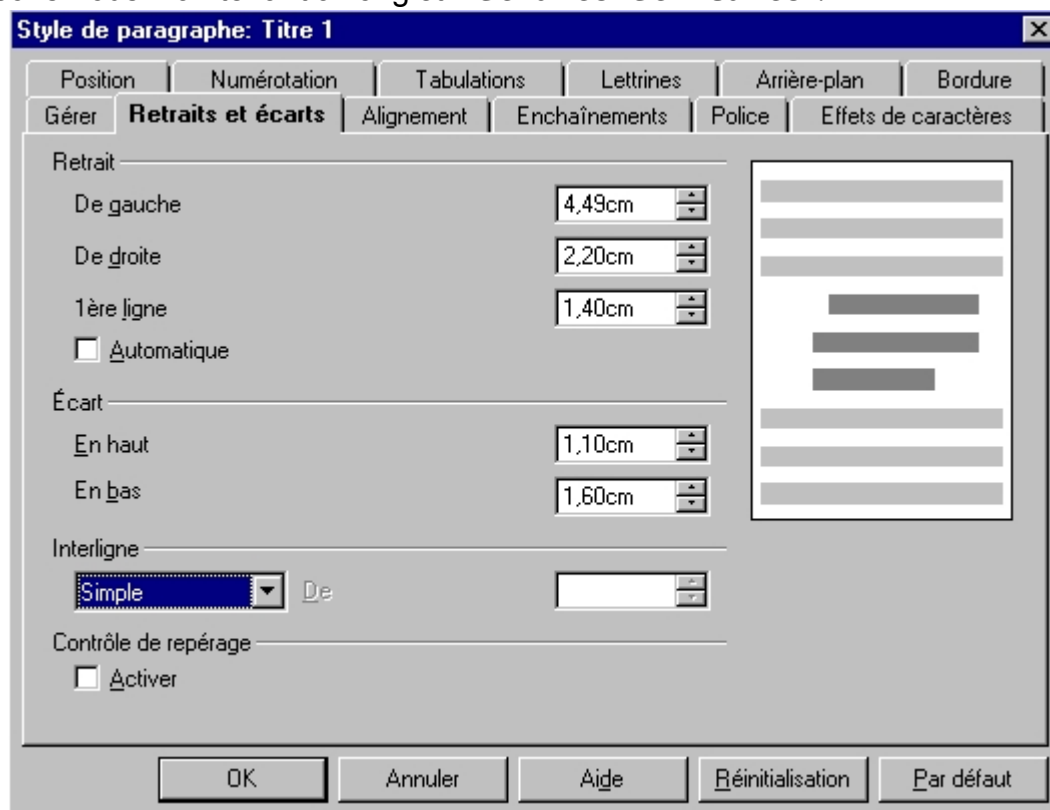 Style de paragraphe: Titre 1
Position Numérotation Tabulations Lettrines Arrière-plan Bordure
Gérer Retraits et écarts Alignement Enchaînements Police Effets de caractères
Retrait
De gauche 4,49cm
De droite 2,20cm
1ère ligne 1,40cm
Automatique
Écart
En haut 1,10cm
En bas 1,60cm
Interligne
Simple De
Contrôle de repérage
Activer
OK Annuler Aide Réinitialisation Par défaut